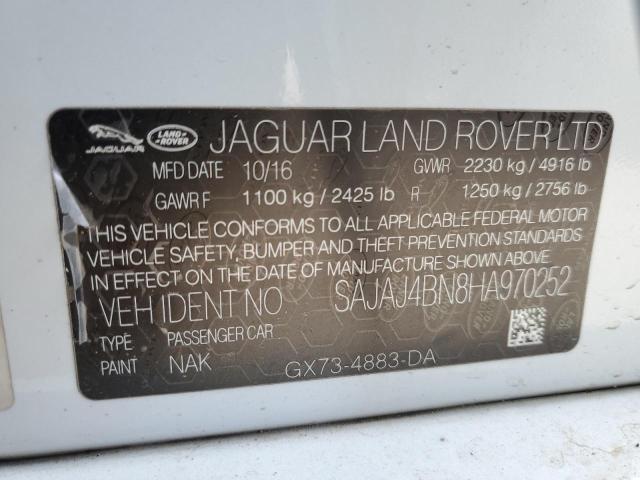 JAGUAR LAND ROVER JAGUAR LAND ROVER LTD
MFD DATE 10/16 GVWR 2230 kg / 4916 lb
GAWR F 1100 kg / 2425 lb R 1250 kg / 2756 lb
THIS VEHICLE CONFORMS TO ALL APPLICABLE FEDERAL MOTOR
VEHICLE SAFETY, BUMPER AND THEFT PREVENTION STANDARDS
IN EFFECT ON THE DATE OF MANUFACTURE SHOWN ABOVE.
VEH IDENT NO SAJAJ4BN8HA970252
TYPE PASSENGER CAR
PAINT NAK GX73-4883-DA